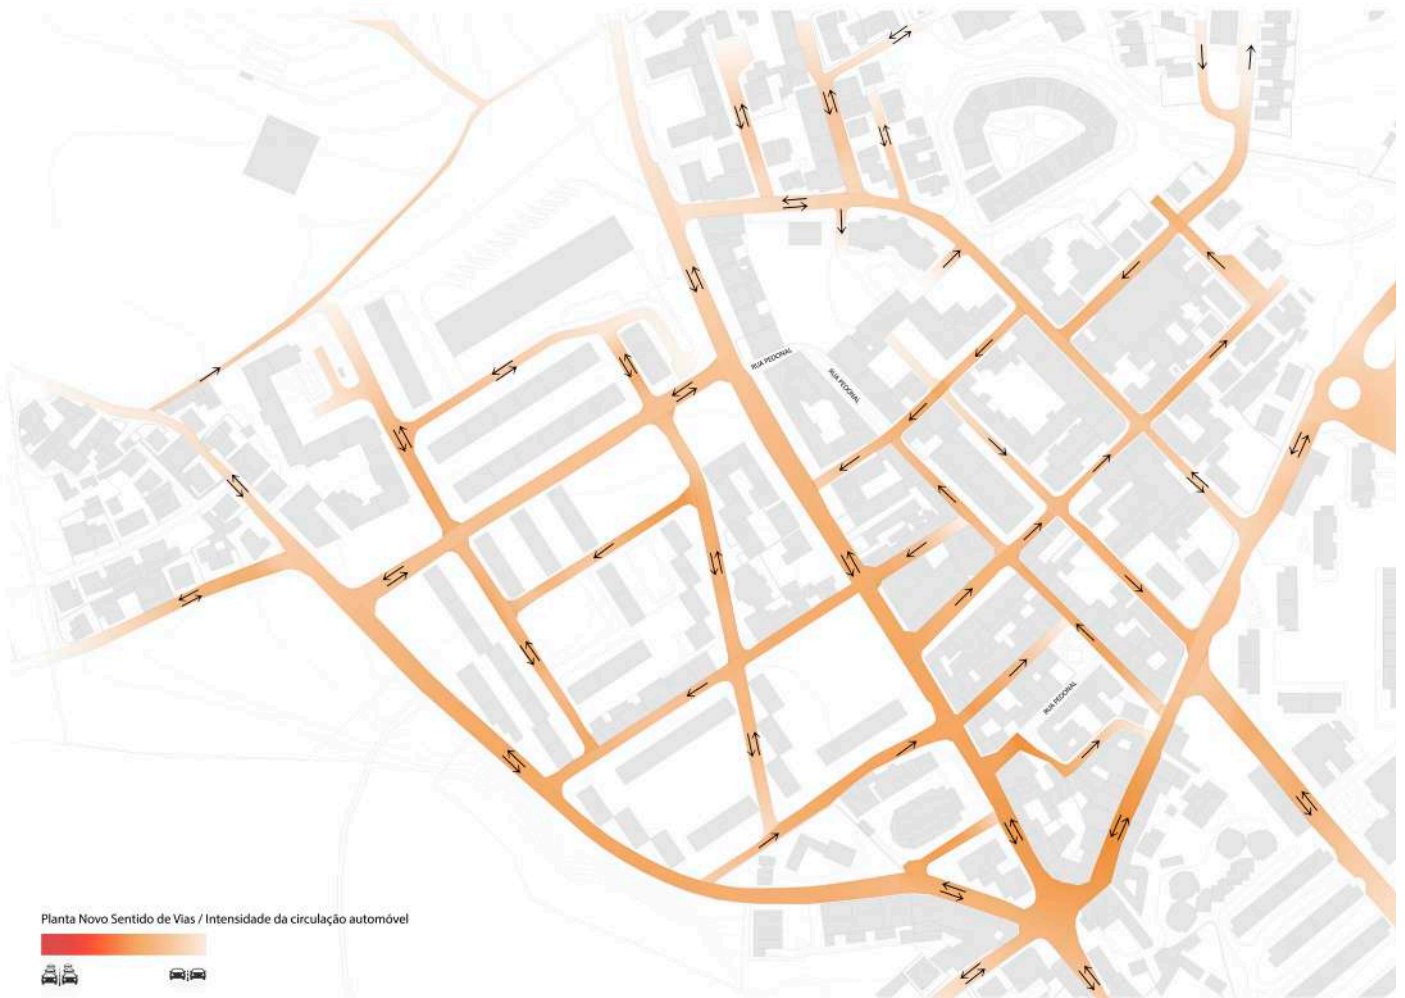 RUA PEDONAL
RUA PEDONAL
RUA PEDONAL
Planta Novo Sentido de Vias / Intensidade da circulação automóvel